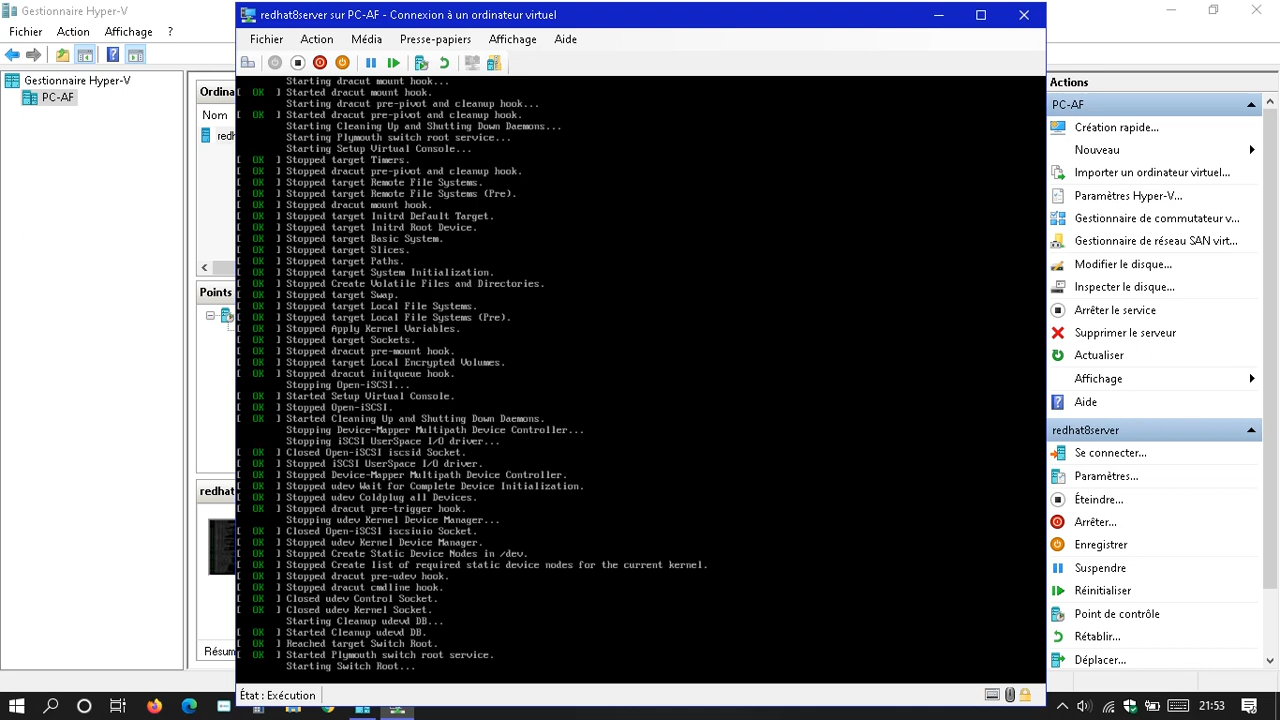 Gestionnaire Hyper-V
Fichier Action Affichage ?
Gestionnaire Hyper-V
PC-AF
Ordina
Nom
redh
Points
redhat
Résum
redhat8server sur PC-AF - Connexion à un ordinateur virtuel
Fichier Action Média Presse-papiers Affichage Aide
Starting dracut mount hook...
[ OK ] Started dracut mount hook.
Starting dracut pre-pivot and cleanup hook...
[ OK ] Started dracut pre-pivot and cleanup hook.
Starting Cleaning Up and Shutting Down Daemons...
Starting Plymouth switch root service...
Starting Setup Virtual Console...
[ OK ] Stopped target Timers.
[ OK ] Stopped dracut pre-pivot and cleanup hook.
[ OK ] Stopped target Remote File Systems.
[ OK ] Stopped target Remote File Systems (Pre).
[ OK ] Stopped dracut mount hook.
[ OK ] Stopped target Initrd Default Target.
[ OK ] Stopped target Initrd Root Device.
[ OK ] Stopped target Basic System.
[ OK ] Stopped target Slices.
[ OK ] Stopped target Paths.
[ OK ] Stopped target System Initialization.
[ OK ] Stopped Create Volatile Files and Directories.
[ OK ] Stopped target Swap.
[ OK ] Stopped target Local File Systems.
[ OK ] Stopped target Local File Systems (Pre).
[ OK ] Stopped Apply Kernel Variables.
[ OK ] Stopped target Sockets.
[ OK ] Stopped dracut pre-mount hook.
[ OK ] Stopped target Local Encrypted Volumes.
[ OK ] Stopped dracut initqueue hook.
Stopping Open-iSCSI...
[ OK ] Started Setup Virtual Console.
[ OK ] Stopped Open-iSCSI.
[ OK ] Started Cleaning Up and Shutting Down Daemons.
Stopping Device-Mapper Multipath Device Controller...
Stopping iSCSI UserSpace I/O driver...
[ OK ] Closed Open-iSCSI iscsid Socket.
[ OK ] Stopped iSCSI UserSpace I/O driver.
[ OK ] Stopped Device-Mapper Multipath Device Controller.
[ OK ] Stopped udev Wait for Complete Device Initialization.
[ OK ] Stopped udev Coldplug all Devices.
[ OK ] Stopped dracut pre-trigger hook.
Stopping udev Kernel Device Manager...
[ OK ] Closed Open-iSCSI iscsiuio Socket.
[ OK ] Stopped udev Kernel Device Manager.
[ OK ] Stopped Create Static Device Nodes in /dev.
[ OK ] Stopped Create list of required static device nodes for the current kernel.
[ OK ] Stopped dracut pre-udev hook.
[ OK ] Stopped dracut cmdline hook.
[ OK ] Closed udev Control Socket.
[ OK ] Closed udev Kernel Socket.
Starting Cleanup udevd DB...
[ OK ] Started Cleanup udevd DB.
[ OK ] Reached target Switch Root.
[ OK ] Started Plymouth switch root service.
Starting Switch Root...
État : Exécution
Actions
PC-AF
Création rapide...
Nouveau
Importer un ordinateur virtuel...
Paramètres Hyper-V...
Gestionnaire de commutateur v...
Gestionnaire de réseau SAN virt...
Modifier le disque...
Inspecter le disque...
Arrêter le service
Supprimer le serveur
Actualiser
Affichage
Aide
redhat8server
Se connecter...
Paramètres...
Éteindre...
Arrêter...
Enregistrer
Suspendre
Réinitialiser
Point de contrôle
Rétablir...
Déplacer...
21:53